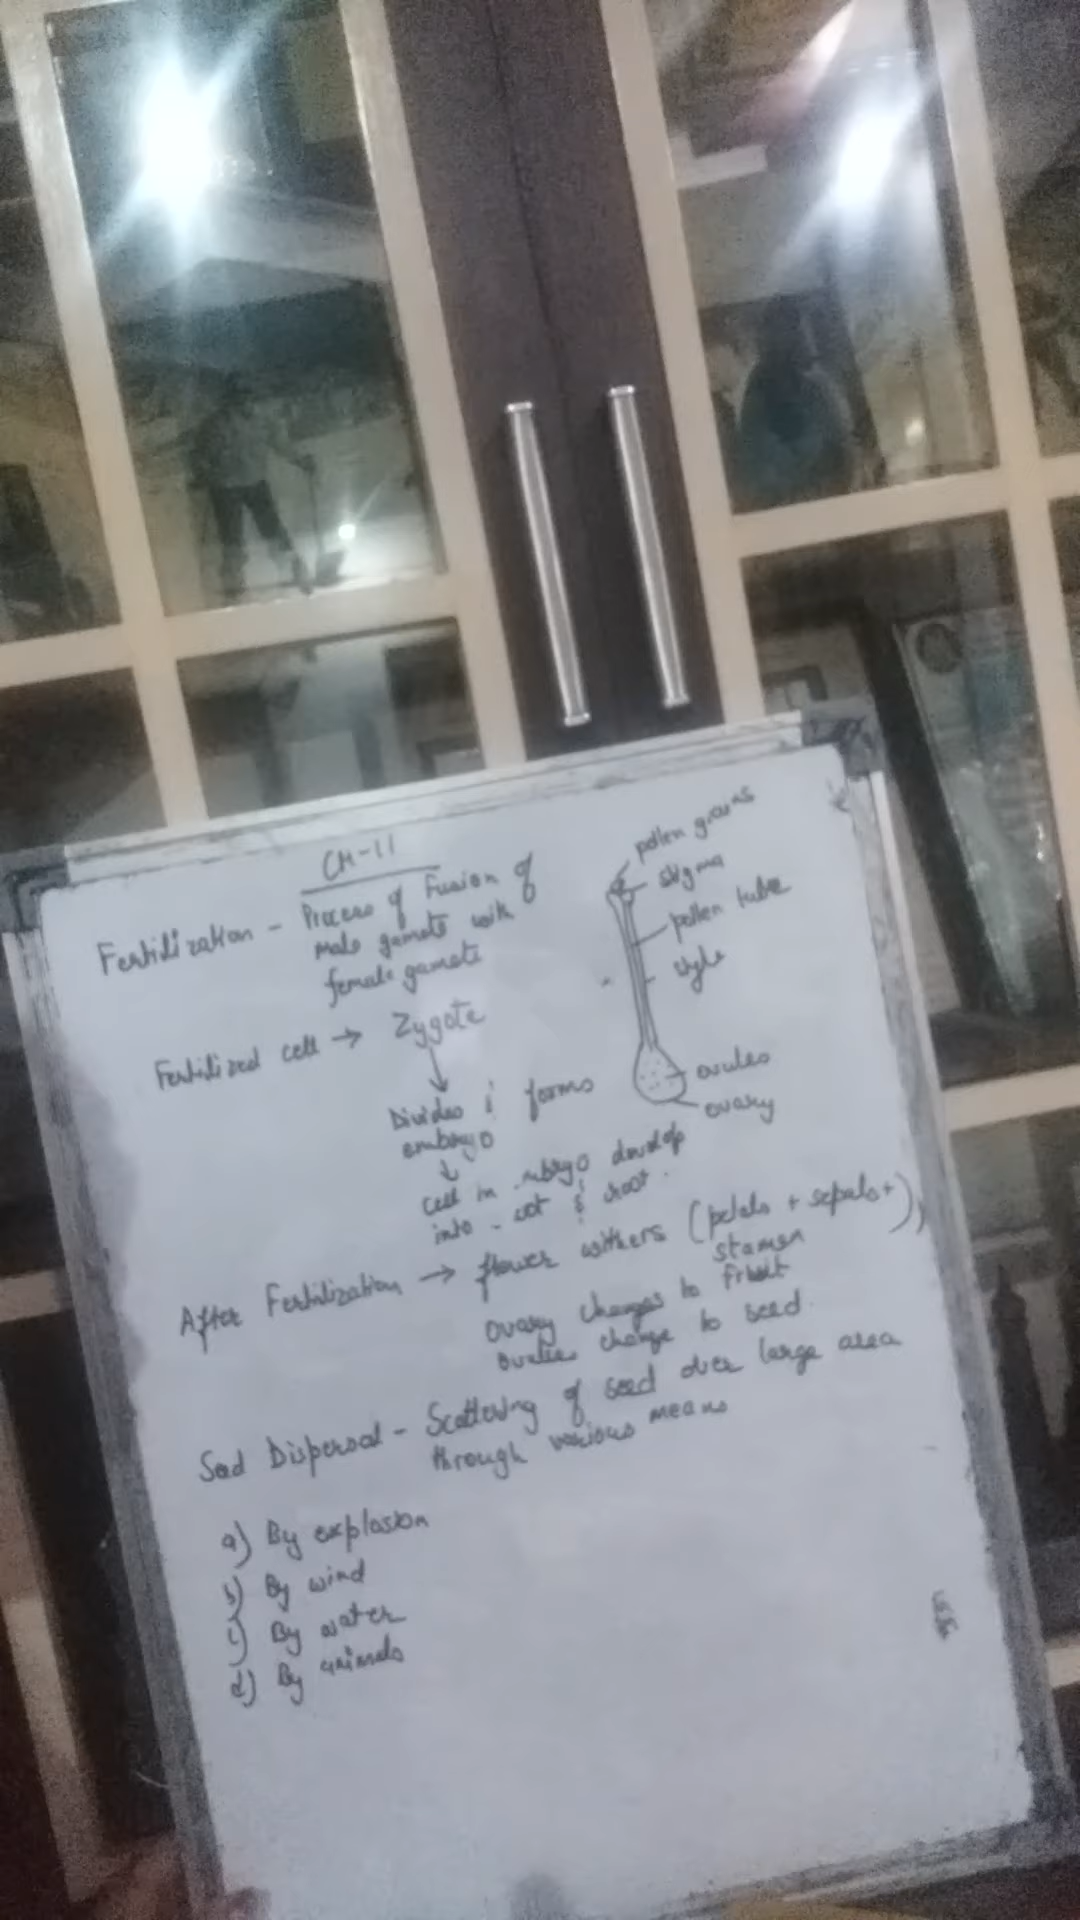 CH-11
Fertilization - Process of Fusion of
male gamete with
female gamete
pollen grains
stigma
pollen tube
style
ovules
ovary
Fertilized cell → Zygote
↓
Divides & forms
embryo
↓
cell in embryo develop
into & root.
After Fertilization → flower withers (petals + sepals +
stamen),
ovary changes to fruit
ovules change to seed.
Seed Dispersal - Scattering of seed over large area
through various means
a) By explosion
b) By wind
c) By water
d) By animals